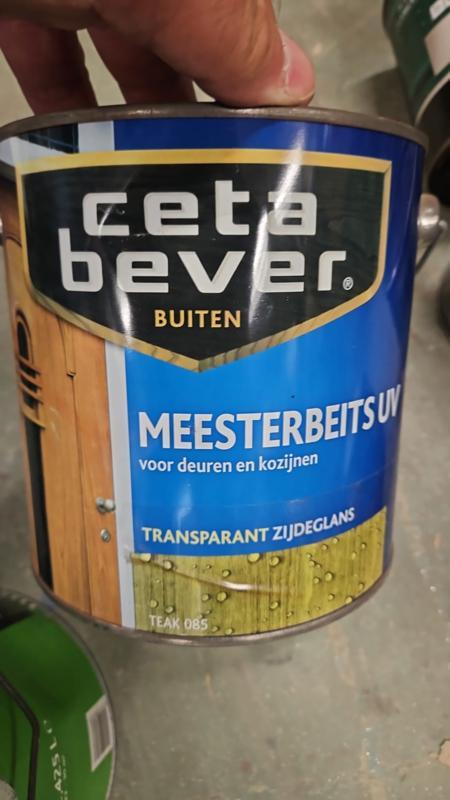 ceta
bever®
BUITEN
MEESTERBEITS UV
voor deuren en kozijnen
TRANSPARANT ZIJDEGLANS
TEAK 085